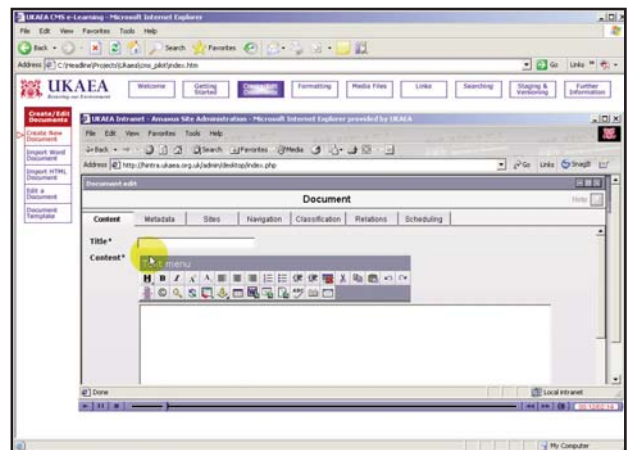 UKAEA CMS e-Learning - Microsoft Internet Explorer
File Edit View Favorites Tools Help
Back Search Favorites
Address C:\Headline\Projects\Ukaea\cms_pilot\index.htm Go Links
UKAEA Welcome Getting Started Create/Edit Documents Formatting Media Files Links Searching Staging & Versioning Further Information
Restoring our Environment
Create/Edit Documents
Create New Document
Import Word Document
Import HTML Document
Edit a Document
Document Template
UKAEA Intranet - Amaxus Site Administration - Microsoft Internet Explorer provided by UKAEA
File Edit View Favorites Tools Help
Back Search Favorites Media
Address http://hintra.ukaea.org.uk/admin/desktop/index.php Go Links SnagIt
Document edit
Document Help
Content Metadata Sites Navigation Classification Relations Scheduling
Title*
Content* Text menu
Done Local intranet
My Computer